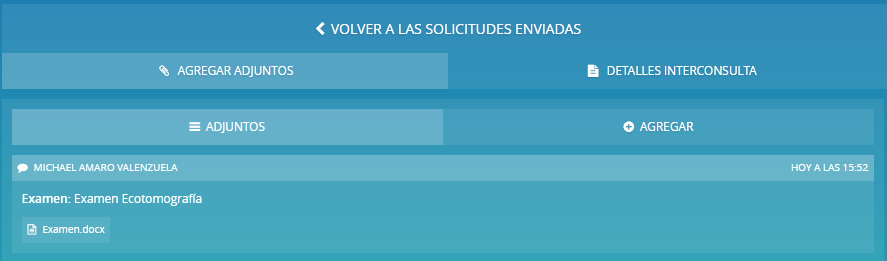 VOLVER A LAS SOLICITUDES ENVIADAS
AGREGAR ADJUNTOS
DETALLES INTERCONSULTA
ADJUNTOS
AGREGAR
MICHAEL AMARO VALENZUELA
HOY A LAS 15:52
Examen: Examen Ecotomografía
Examen.docx